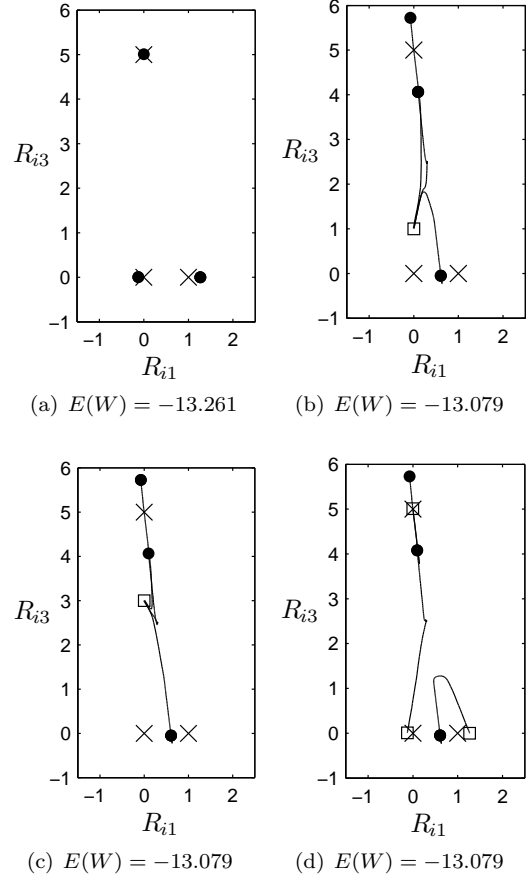 6
5
4
R_{i3} 3
2
1
0
−1
−1 0 1 2
R_{i1}
(a) E(W) = −13.261
6
5
4
R_{i3} 3
2
1
0
−1
−1 0 1 2
R_{i1}
(b) E(W) = −13.079
6
5
4
R_{i3} 3
2
1
0
−1
−1 0 1 2
R_{i1}
(c) E(W) = −13.079
6
5
4
R_{i3} 3
2
1
0
−1
−1 0 1 2
R_{i1}
(d) E(W) = −13.079